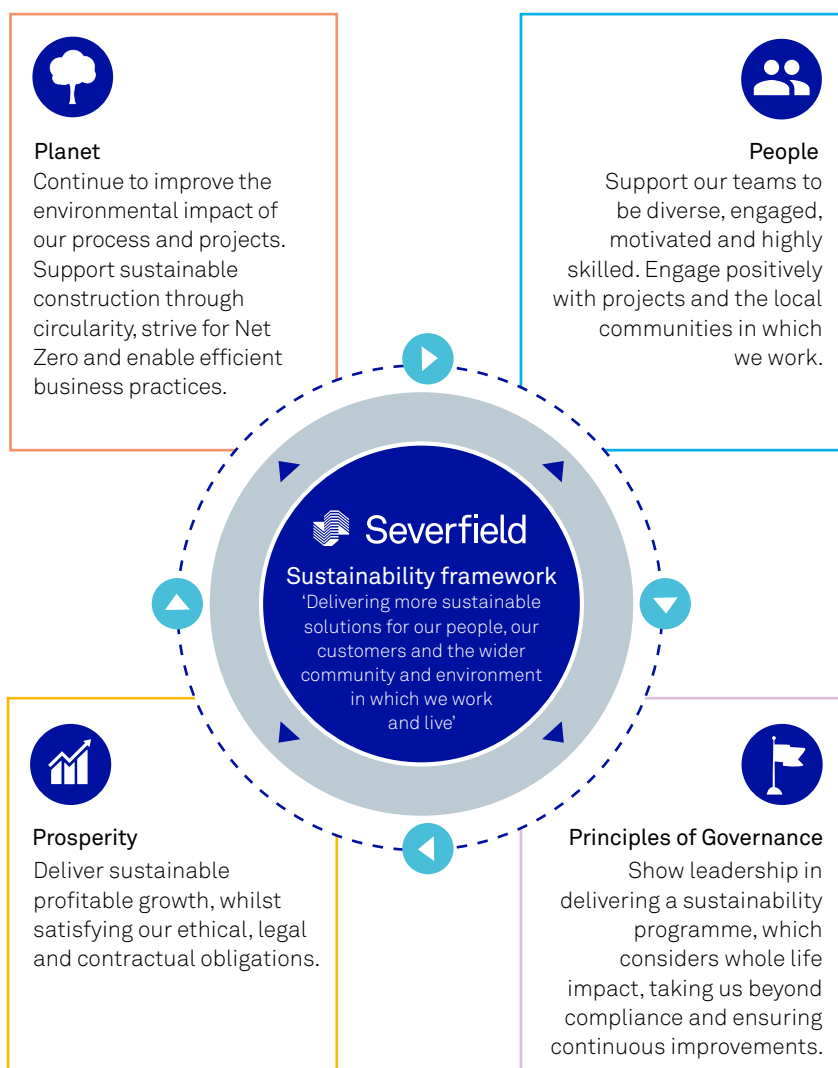 Planet
Continue to improve the
environmental impact of
our process and projects.
Support sustainable
construction through
circularity, strive for Net
Zero and enable efficient
business practices.
People
Support our teams to
be diverse, engaged,
motivated and highly
skilled. Engage positively
with projects and the local
communities in which
we work.
Severfield
Sustainability framework
‘Delivering more sustainable
solutions for our people, our
customers and the wider
community and environment
in which we work
and live’
Prosperity
Deliver sustainable
profitable growth, whilst
satisfying our ethical, legal
and contractual obligations.
Principles of Governance
Show leadership in
delivering a sustainability
programme, which
considers whole life
impact, taking us beyond
compliance and ensuring
continuous improvements.